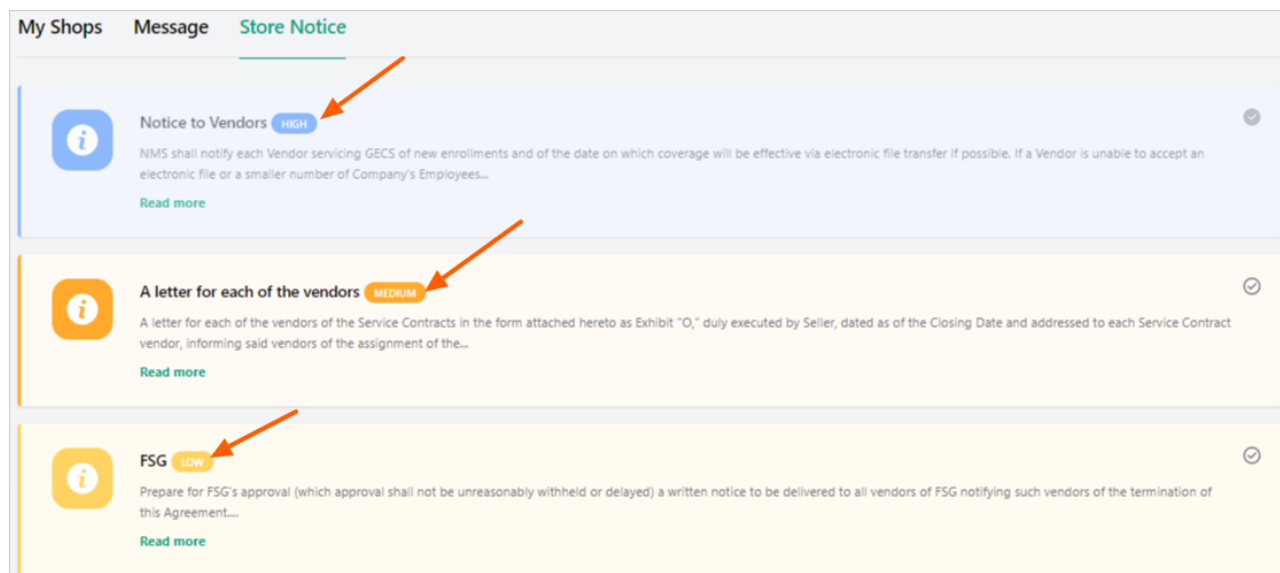 My Shops Message Store Notice
Notice to Vendors HIGH
NMS shall notify each Vendor servicing GECS of new enrollments and of the date on which coverage will be effective via electronic file transfer if possible. If a Vendor is unable to accept an
electronic file or a smaller number of Company's Employees...
Read more
A letter for each of the vendors MEDIUM
A letter for each of the vendors of the Service Contracts in the form attached hereto as Exhibit "O," duly executed by Seller, dated as of the Closing Date and addressed to each Service Contract
vendor, informing said vendors of the assignment of the...
Read more
FSG LOW
Prepare for FSG's approval (which approval shall not be unreasonably withheld or delayed) a written notice to be delivered to all vendors of FSG notifying such vendors of the termination of
this Agreement....
Read more